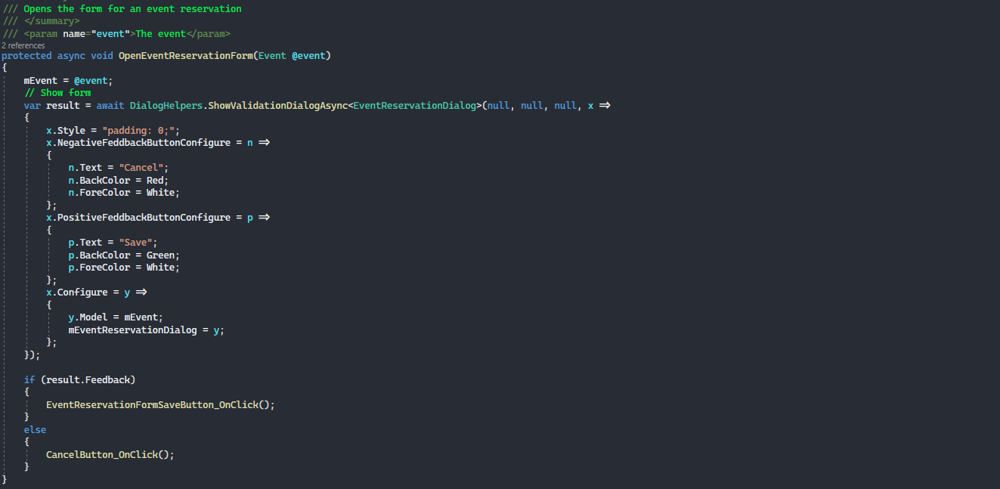 /// Opens the form for an event reservation
/// </summary>
/// <param name="event">The event</param>
2 references
protected async void OpenEventReservationForm(Event @event)
{
    mEvent = @event;
    // Show form
    var result = await DialogHelpers.ShowValidationDialogAsync<EventReservationDialog>(null, null, null, x =>
    {
        x.Style = "padding: 0;";
        x.NegativeFeddbackButtonConfigure = n =>
        {
            n.Text = "Cancel";
            n.BackColor = Red;
            n.ForeColor = White;
        };
        x.PositiveFeddbackButtonConfigure = p =>
        {
            p.Text = "Save";
            p.BackColor = Green;
            p.ForeColor = White;
        };
        x.Configure = y =>
        {
            y.Model = mEvent;
            mEventReservationDialog = y;
        };
    });

    if (result.Feedback)
    {
        EventReservationFormSaveButton_OnClick();
    }
    else
    {
        CancelButton_OnClick();
    }
}